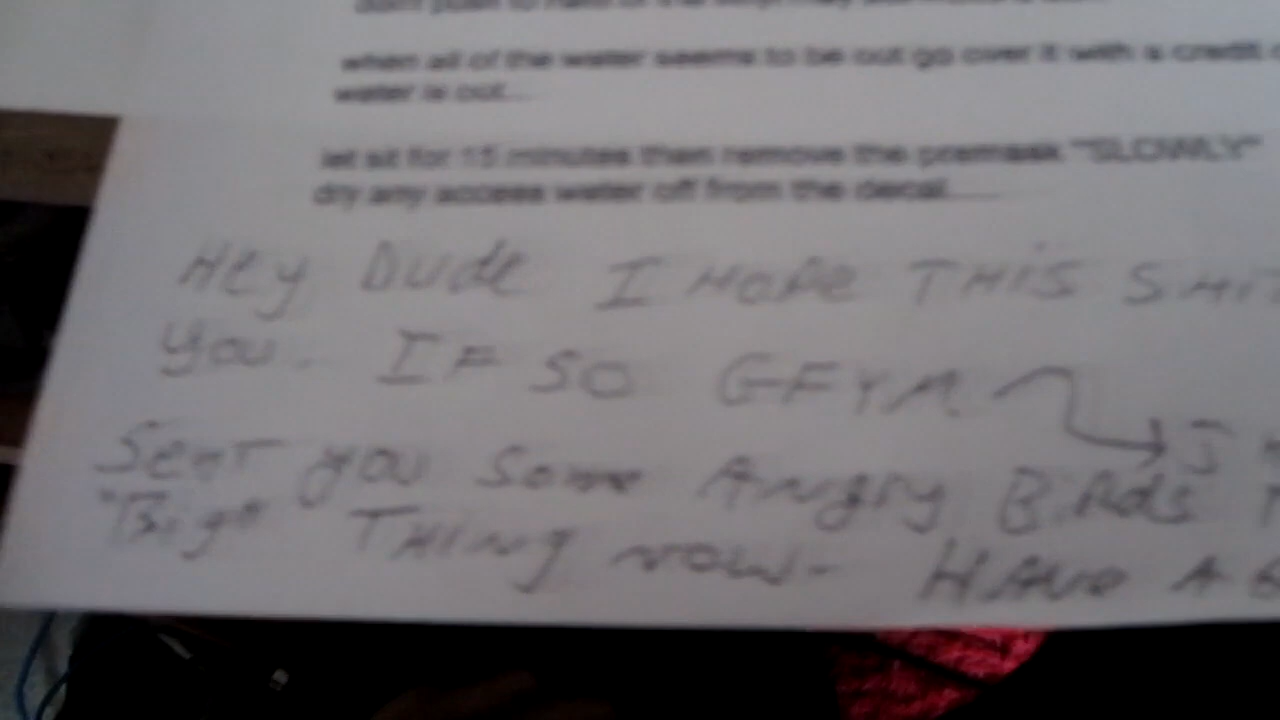 when all of the water seems to be out go over it with a credit
water is out...
let sit for 15 minutes then remove the premask "SLOWLY"
dry any access water off from the decal......
Hey Dude I HOPE THIS SHIT
you. IF SO GFYM I
Sent you some Angry Birds
"Big" THING NOW- HAVE A